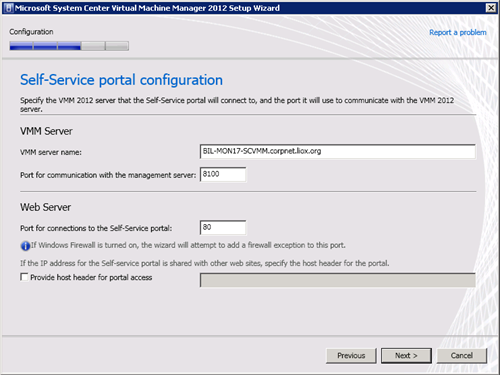 Microsoft System Center Virtual Machine Manager 2012 Setup Wizard
Configuration
Report a problem
Self-Service portal configuration
Specify the VMM 2012 server that the Self-Service portal will connect to, and the port it will use to communicate with the VMM 2012
server.
VMM Server
VMM server name:
BIL-MON17-SCVMM.corpnet.liox.org
Port for communication with the management server:
8100
Web Server
Port for connections to the Self-Service portal:
80
If Windows Firewall is turned on, the wizard will attempt to add a firewall exception to this port.
If the IP address for the Self-service portal is shared with other web sites, specify the host header for the portal.
Provide host header for portal access
Previous
Next >
Cancel